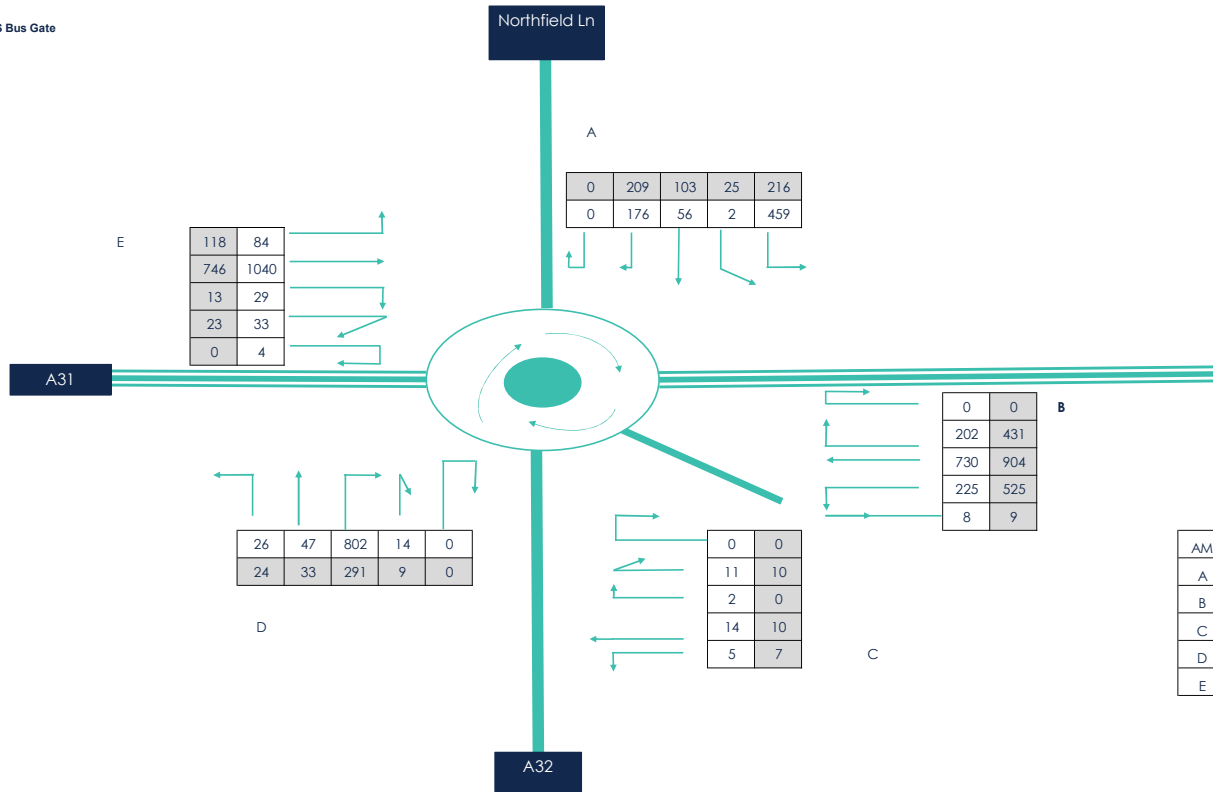 Northfield Ln
Bus Gate
A
0 209 103 25 216
0 176 56 2 459
E
118 84
746 1040
13 29
23 33
0 4
A31
0 0
202 431
730 904
225 525
8 9
B
26 47 802 14 0
24 33 291 9 0
D
0 0
11 10
2 0
14 10
5 7
C
AM
A
B
C
D
E
A32